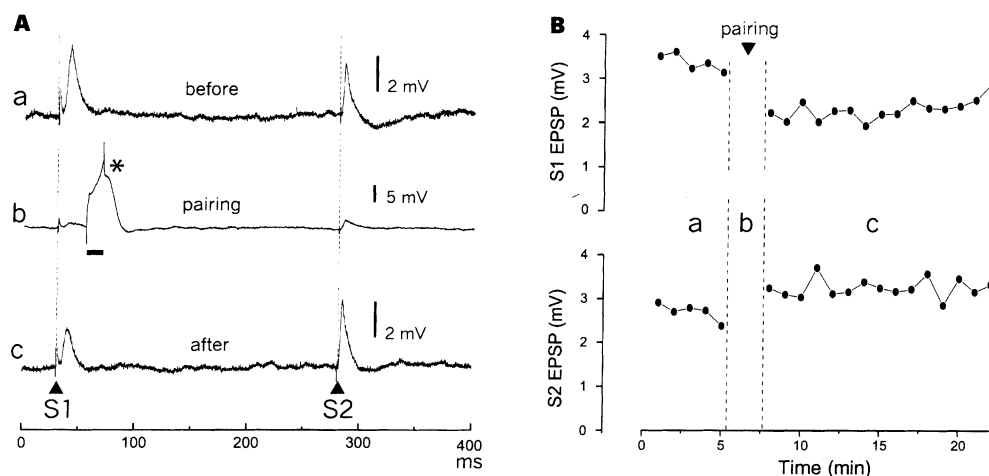 A
a
before
2 mV
b
*
pairing
5 mV
c
after
2 mV
S1
S2
0 100 200 300 400
ms
B
pairing
S1 EPSP (mV)
4
3
2
1
0
a b c
S2 EPSP (mV)
4
3
2
1
0
0 5 10 15 20
Time (min)